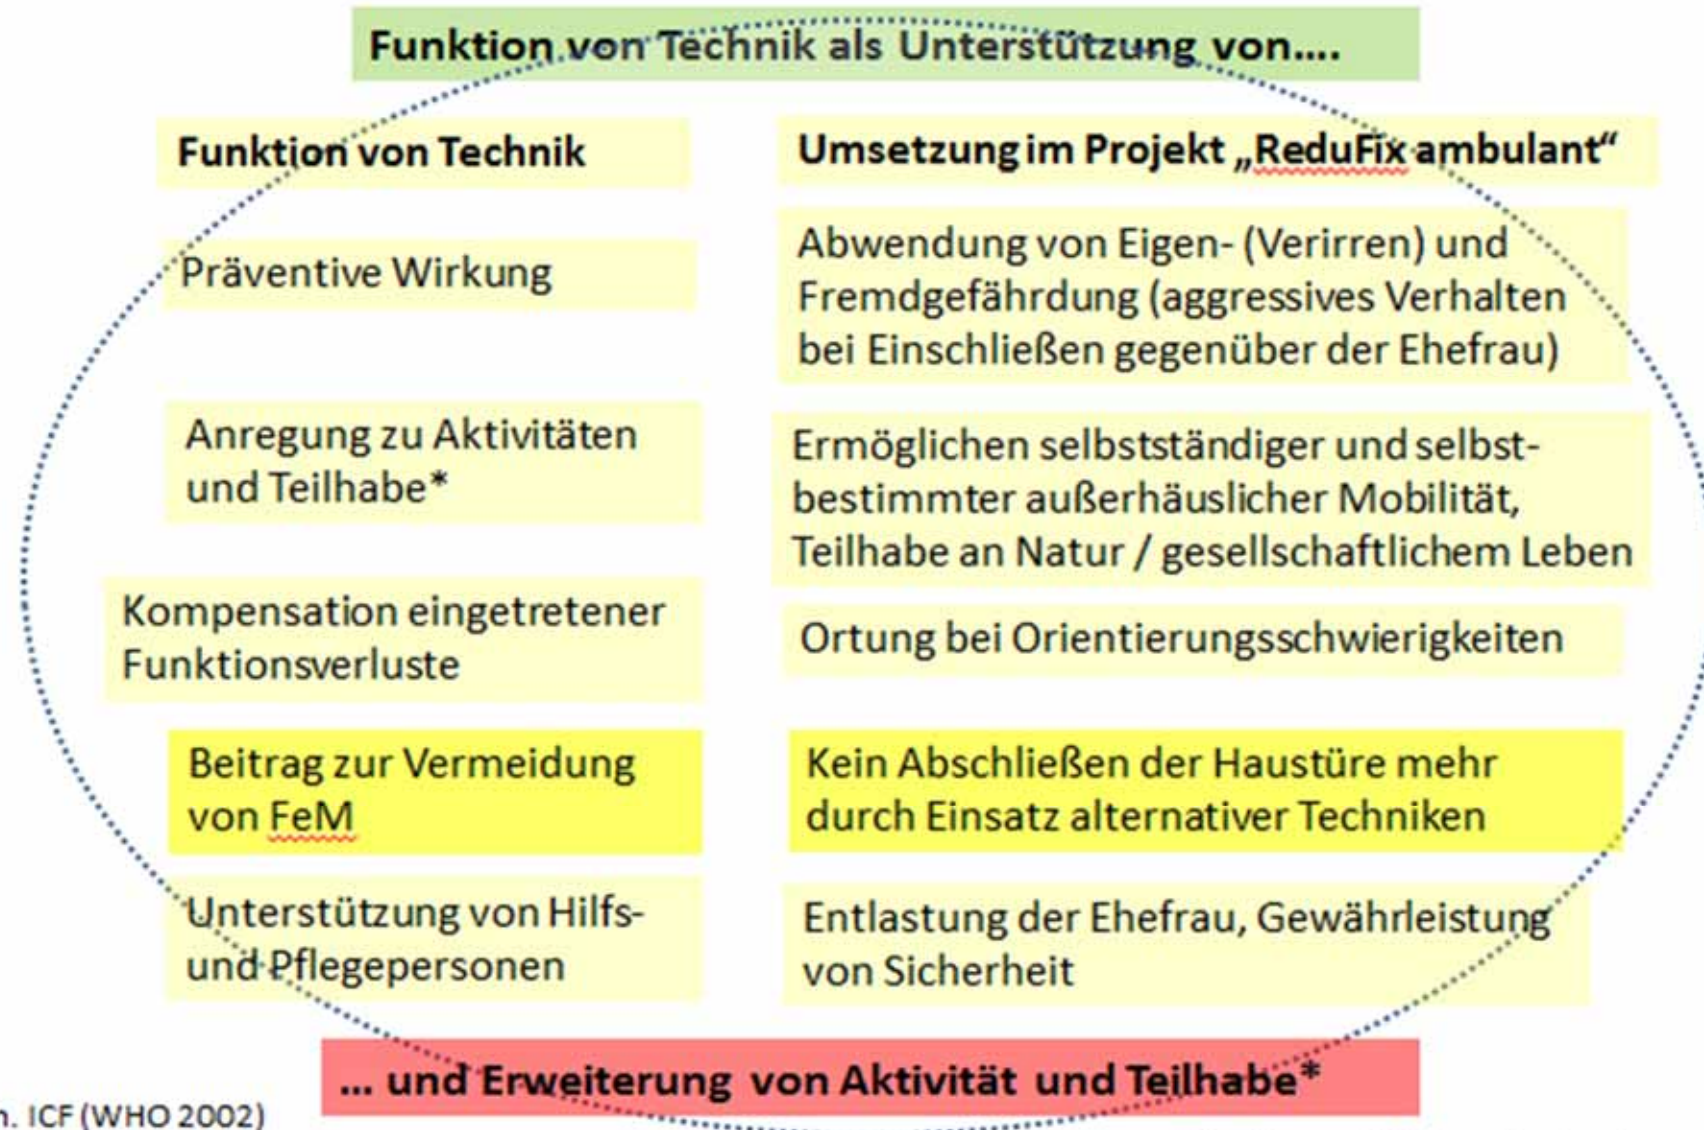 Funktion von Technik als Unterstützung von....
Funktion von Technik
Umsetzung im Projekt „ReduFix ambulant“
Präventive Wirkung
Abwendung von Eigen- (Verirren) und
Fremdgefährdung (aggressives Verhalten
bei Einschließen gegenüber der Ehefrau)
Anregung zu Aktivitäten
und Teilhabe*
Ermöglichen selbstständiger und selbst-
bestimmter außerhäuslicher Mobilität,
Teilhabe an Natur / gesellschaftlichem Leben
Kompensation eingetretener
Funktionsverluste
Ortung bei Orientierungsschwierigkeiten
Beitrag zur Vermeidung
von FeM
Kein Abschließen der Haustüre mehr
durch Einsatz alternativer Techniken
Unterstützung von Hilfs-
und Pflegepersonen
Entlastung der Ehefrau, Gewährleistung
von Sicherheit
... und Erweiterung von Aktivität und Teilhabe*
ICF (WHO 2002)